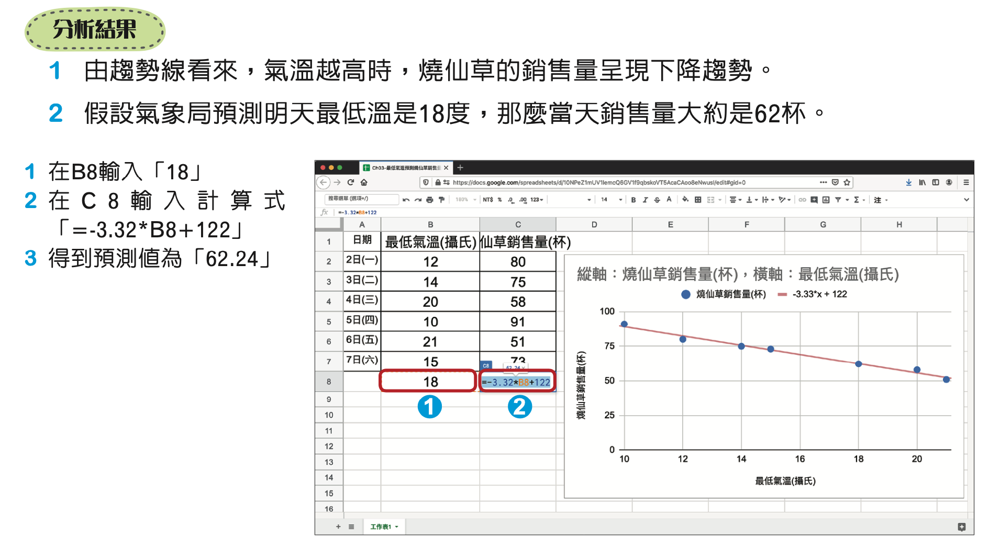 分析結果
1 由趨勢線看來，氣溫越高時，燒仙草的銷售量呈現下降趨勢。
2 假設氣象局預測明天最低溫是18度，那麼當天銷售量大約是62杯。
1 在B8輸入「18」
2 在C8輸入計算式
「=-3.32*B8+122」
3 得到預測值為「62.24」
Ch03-最低氣溫預測燒仙草銷售量
https://docs.google.com/spreadsheets/d/10NPeZ1mUV1IemcQ6GV1f9qbskoVT5AcaCAoo8eNwusI/edit#gid=0
搜尋選單 (選項+/) 100% NT$ % .0 .00 123 14 B I S A Σ 注
fx =-3.32*B8+122
A B C D E F G H
1 日期 最低氣溫(攝氏) 仙草銷售量(杯)
2 2日(一) 12 80
3 3日(二) 14 75
4 4日(三) 20 58
5 5日(四) 10 91
6 6日(五) 21 51
7 7日(六) 15 73
C8 62.24 ×
8 18 =-3.32*B8+122
1 2
9
10
11
12
13
14
15
16
縱軸：燒仙草銷售量(杯)，橫軸：最低氣溫(攝氏)
燒仙草銷售量(杯) -3.33*x + 122
100
75
50
25
0
燒仙草銷售量(杯)
10 12 14 16 18 20
最低氣溫(攝氏)
工作表1